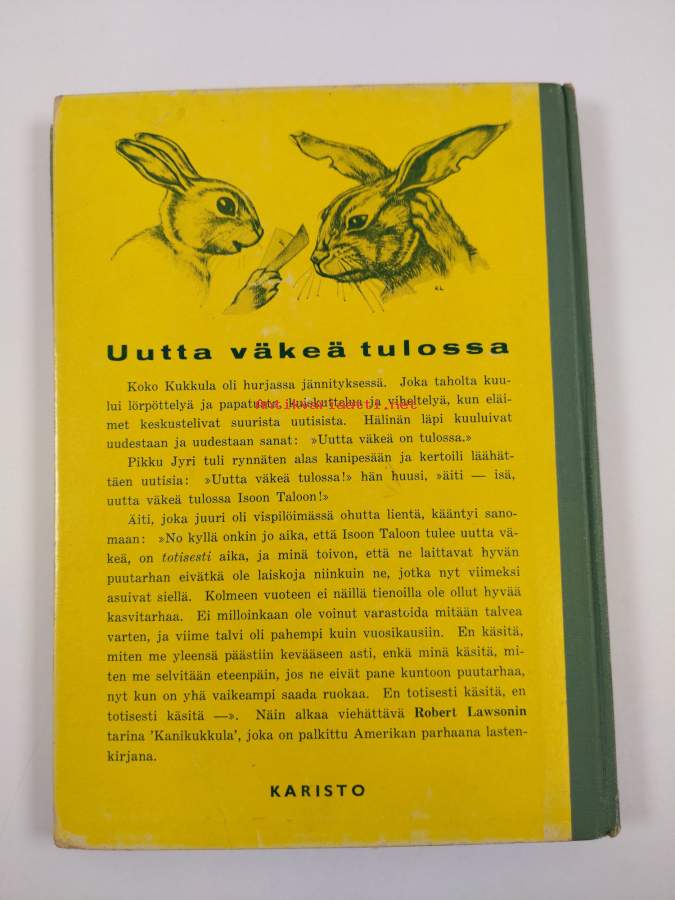 RL
Uutta väkeä tulossa
Koko Kukkula oli hurjassa jännityksessä. Joka taholta kuu-
lui lörpöttelyä ja papatusta, kuiskuttelua ja viheltelyä, kun eläi-
antikvariaatti.net
met keskustelivat suurista uutisista. Hälinän läpi kuuluivat
uudestaan ja uudestaan sanat: »Uutta väkeä on tulossa.»
Pikku Jyri tuli rynnäten alas kanipesään ja kertoili läähät-
täen uutisia: »Uutta väkeä tulossa!» hän huusi, »äiti — isä,
uutta väkeä tulossa Isoon Taloon!»
Äiti, joka juuri oli vispilöimässä ohutta lientä, kääntyi sano-
maan: »No kyllä onkin jo aika, että Isoon Taloon tulee uutta vä-
keä, on totisesti aika, ja minä toivon, että ne laittavat hyvän
puutarhan eivätkä ole laiskoja niinkuin ne, jotka nyt viimeksi
asuivat siellä. Kolmeen vuoteen ei näillä tienoilla ole ollut hyvää
kasvitarhaa. Ei milloinkaan ole voinut varastoida mitään talvea
varten, ja viime talvi oli pahempi kuin vuosikausiin. En käsitä,
miten me yleensä päästiin kevääseen asti, enkä minä käsitä, mi-
ten me selvitään eteenpäin, jos ne eivät pane kuntoon puutarhaa,
nyt kun on yhä vaikeampi saada ruokaa. En totisesti käsitä, en
totisesti käsitä —». Näin alkaa viehättävä Robert Lawsonin
tarina 'Kanikukkula', joka on palkittu Amerikan parhaana lasten-
kirjana.
KARISTO